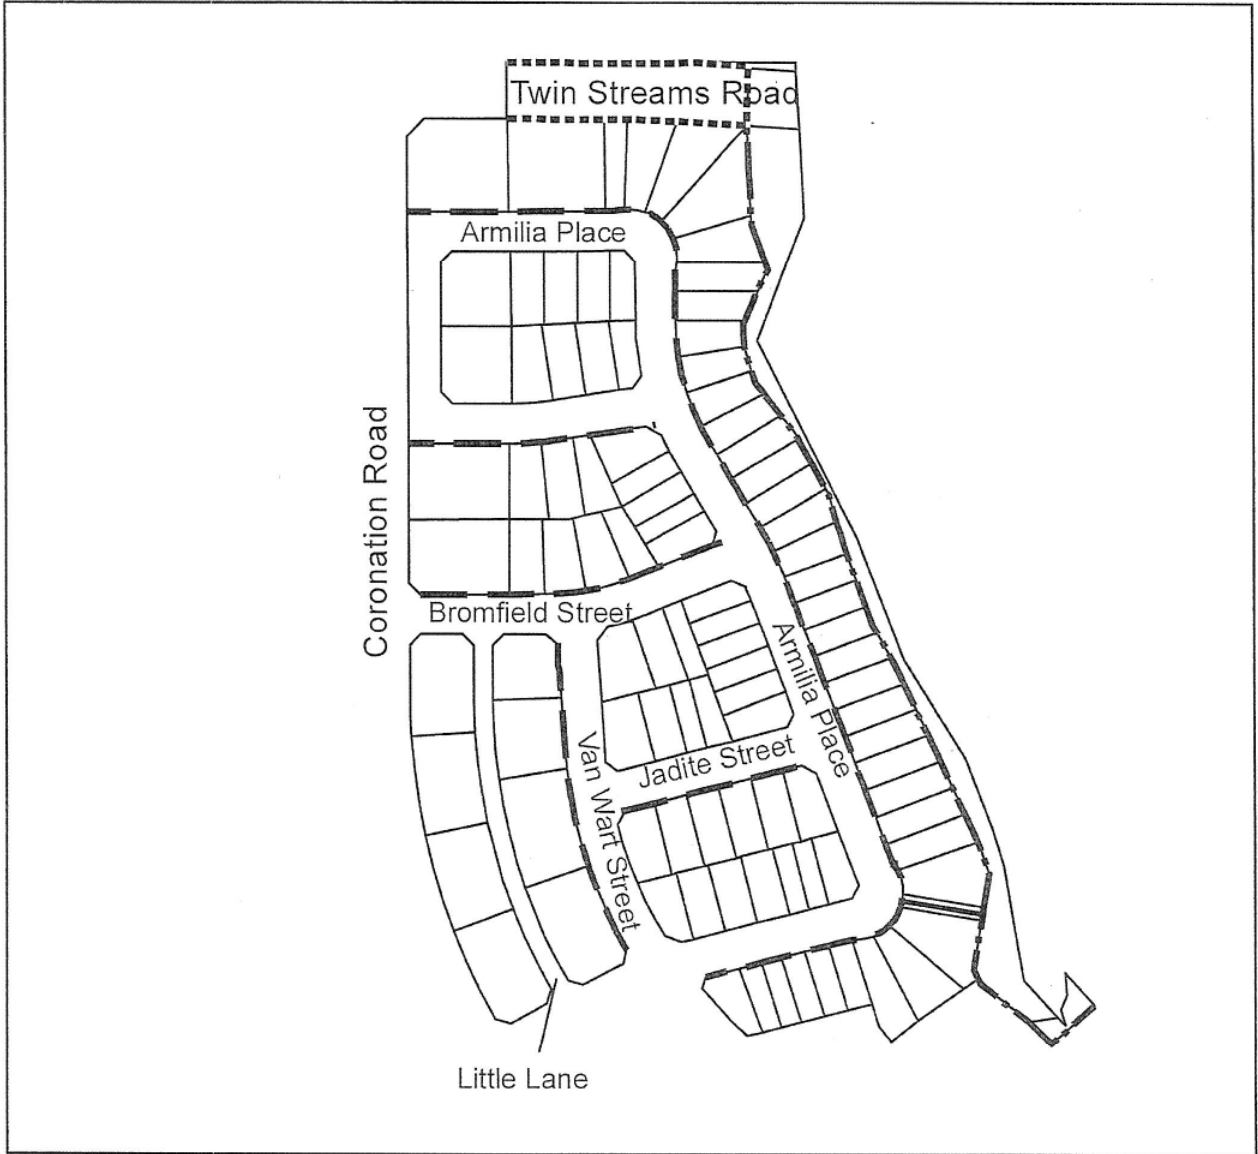 Twin Streams Road
Armilia Place
Coronation Road
Bromfield Street
Armilia Place
Van Wart Street
Jadite Street
Little Lane